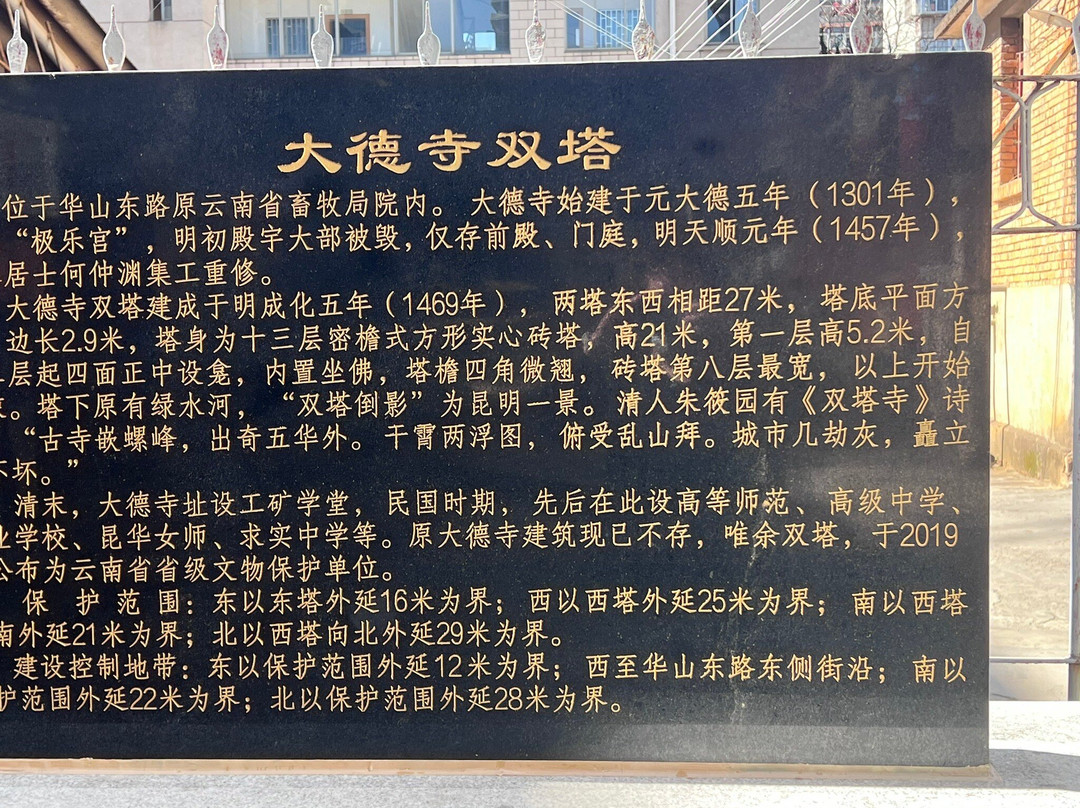 大德寺双塔
位于华山东路原云南省畜牧局院内。大德寺始建于元大德五年（1301年），
“极乐宫”，明初殿宇大部被毁，仅存前殿、门庭，明天顺元年（1457年），
居士何仲渊集工重修。
大德寺双塔建成于明成化五年（1469年），两塔东西相距27米，塔底平面方
边长2.9米，塔身为十三层密檐式方形实心砖塔，高21米，第一层高5.2米，自
层起四面正中设龛，内置坐佛，塔檐四角微翘，砖塔第八层最宽，以上开始
。塔下原有绿水河，“双塔倒影”为昆明一景。清人朱筱园有《双塔寺》诗
“古寺嵌螺峰，出奇五华外。干霄两浮图，俯受乱山拜。城市几劫灰，矗立
不坏。”
清末，大德寺址设工矿学堂，民国时期，先后在此设高等师范、高级中学、
业学校、昆华女师、求实中学等。原大德寺建筑现已不存，唯余双塔，于2019
公布为云南省省级文物保护单位。
保护范围：东以东塔外延16米为界；西以西塔外延25米为界；南以西塔
南外延21米为界；北以西塔向北外延29米为界。
建设控制地带：东以保护范围外延12米为界；西至华山东路东侧街沿；南以
护范围外延22米为界；北以保护范围外延28米为界。